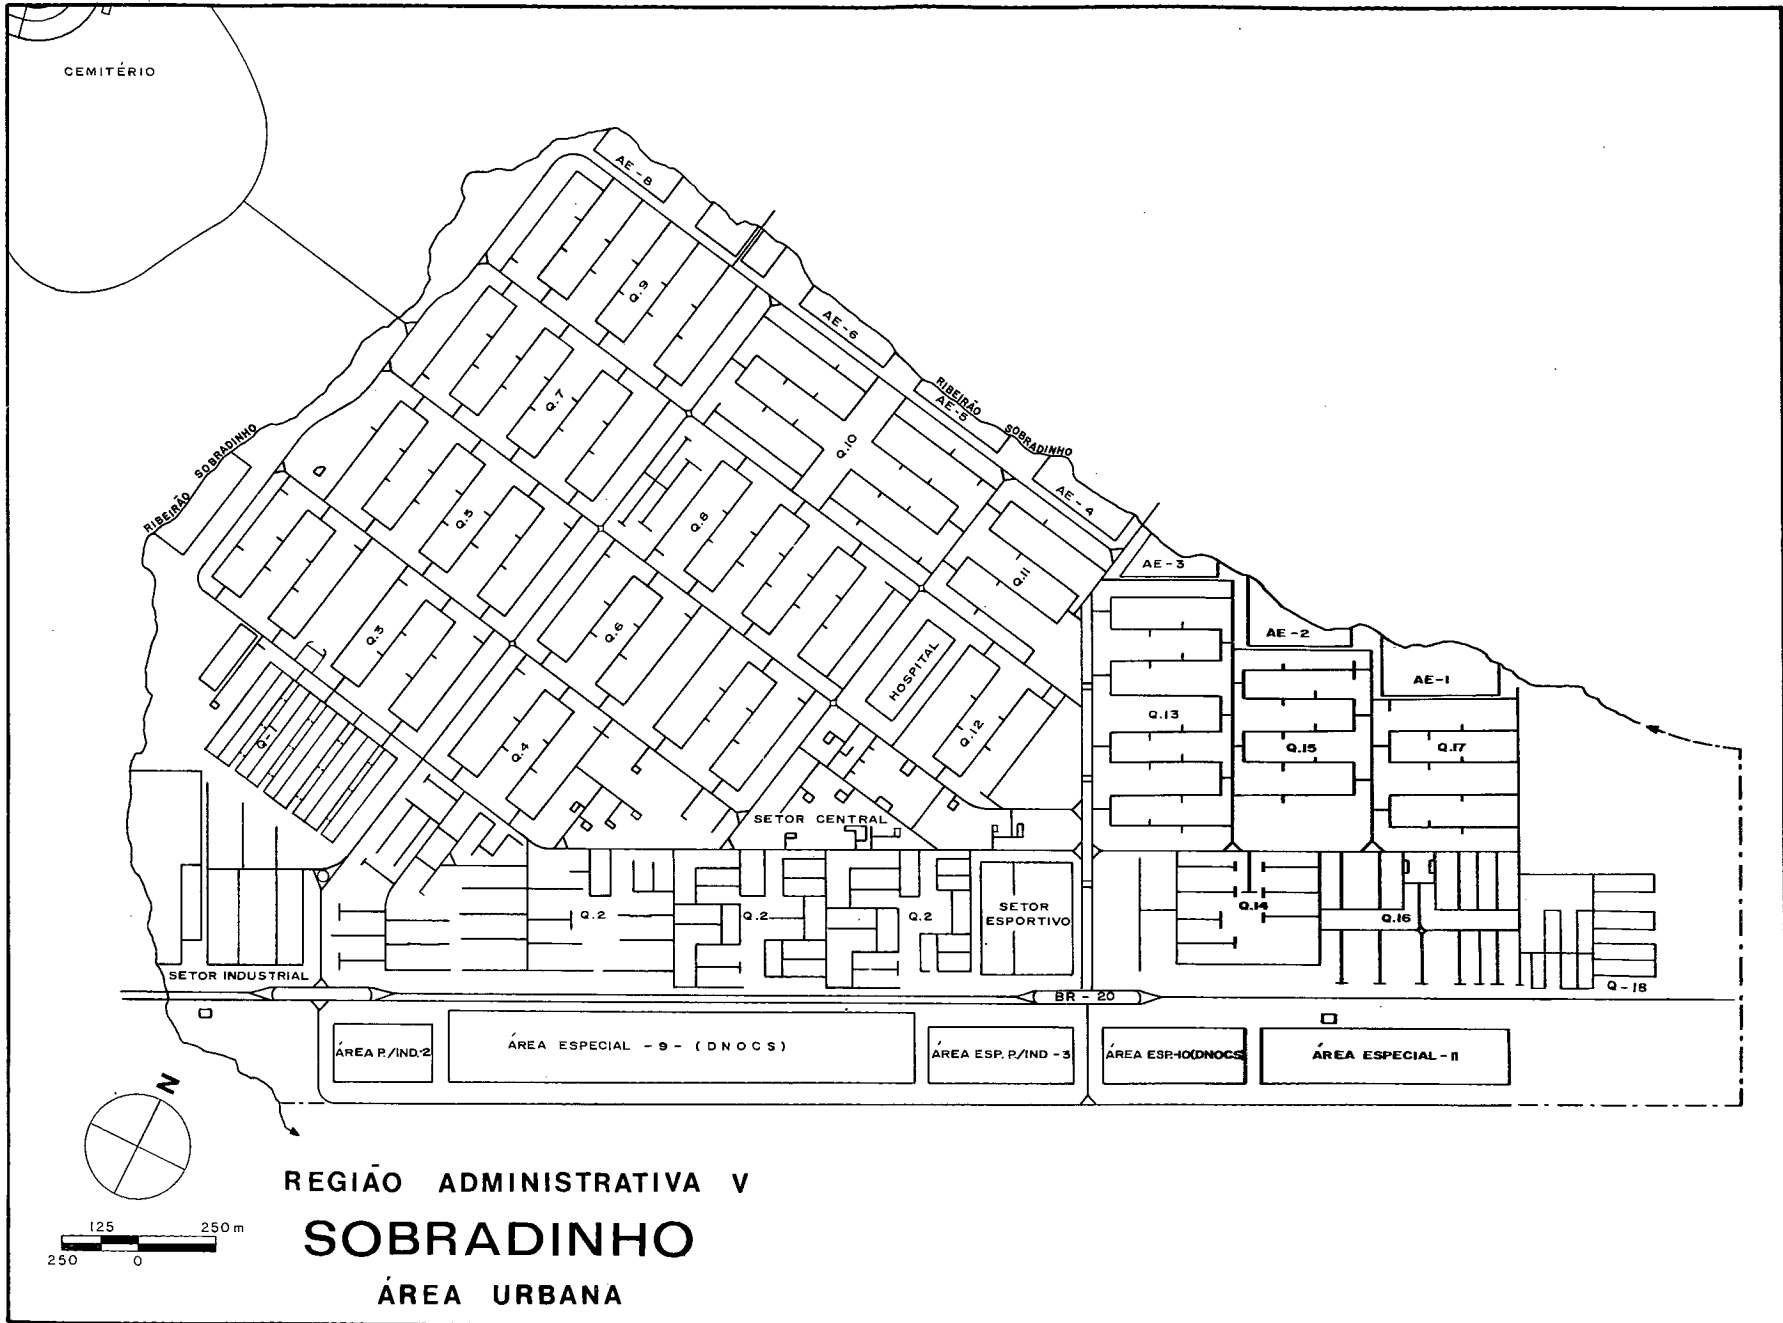 CEMITÉRIO
AE-8
Q.9
AE-6
Q.7
RIBEIRÃO SOBRADINHO
AE-5
Q.10
RIBEIRÃO SOBRADINHO
AE-4
Q.5
Q.8
Q.11
AE-3
Q.3
Q.6
HOSPITAL
AE-2
AE-1
Q-1
Q.4
Q.12
Q.13
Q.15
Q.17
SETOR CENTRAL
Q.2
Q.2
Q.2
SETOR
ESPORTIVO
Q.14
Q.16
SETOR INDUSTRIAL
Q-18
BR-20
ÁREA P./IND.-2
ÁREA ESPECIAL -9- (DNOCS)
ÁREA ESP. P./IND-3
ÁREA ESP.-10(DNOCS)
ÁREA ESPECIAL-11
N
REGIÃO ADMINISTRATIVA V
125 250m
250 0
SOBRADINHO
ÁREA URBANA